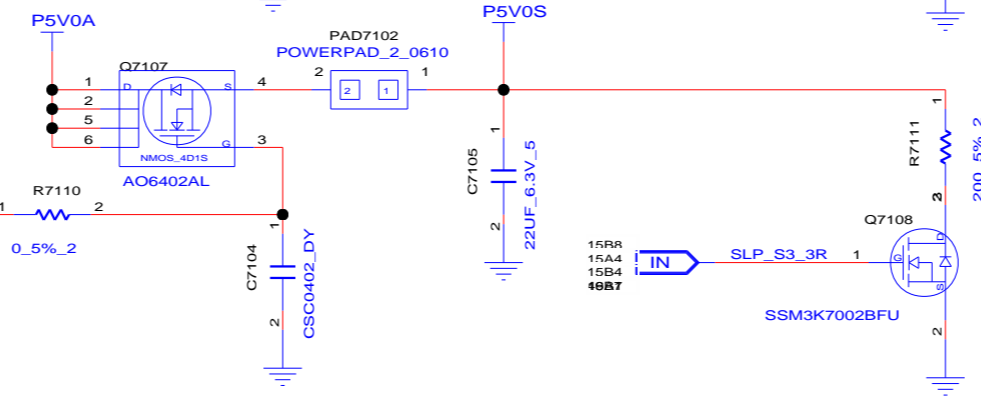 P5V0A
P5V0S
PAD7102
POWERPAD_2_0610
Q7107
1
2
5
6
D
S
G
4
3
NMOS_4D1S
AO6402AL
2
1
2
1
1
2
C7105
22UF_6.3V_5
1
R7111
200_5%_2
R7110
1
2
0_5%_2
1
2
C7104
CSC0402_DY
15B8
15A4
15B4
IN
SLP_S3_3R
1
Q7108
G
D
S
2
SSM3K7002BFU